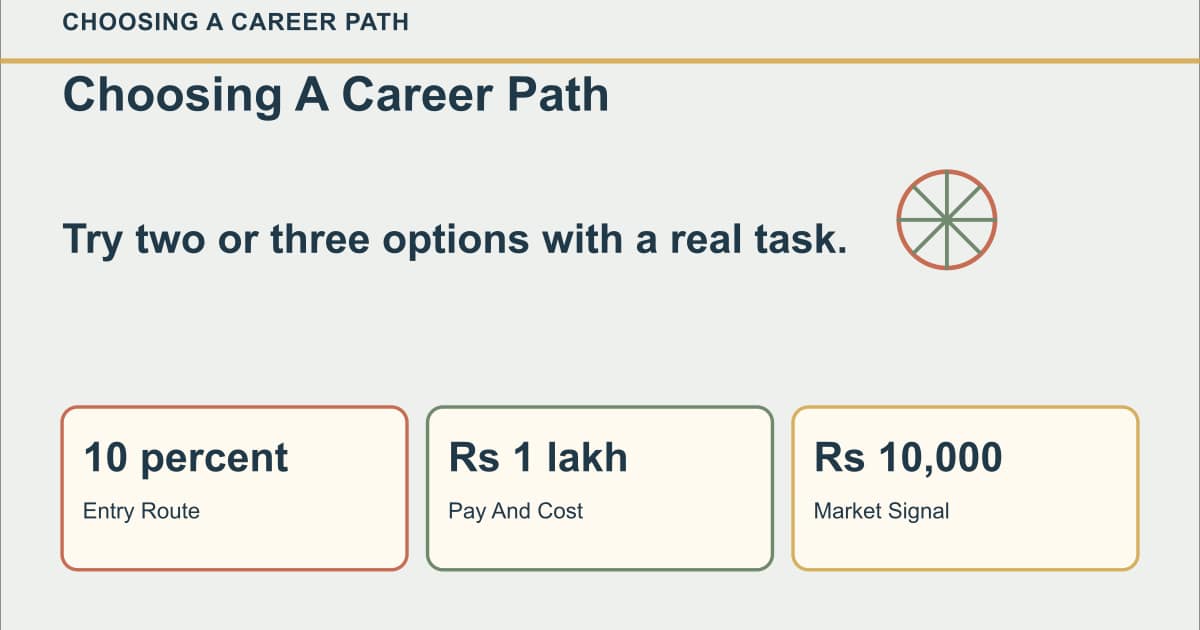 CHOOSING A CAREER PATH
Choosing A Career Path
Try two or three options with a real task.
10 percent
Entry Route
Rs 1 lakh
Pay And Cost
Rs 10,000
Market Signal